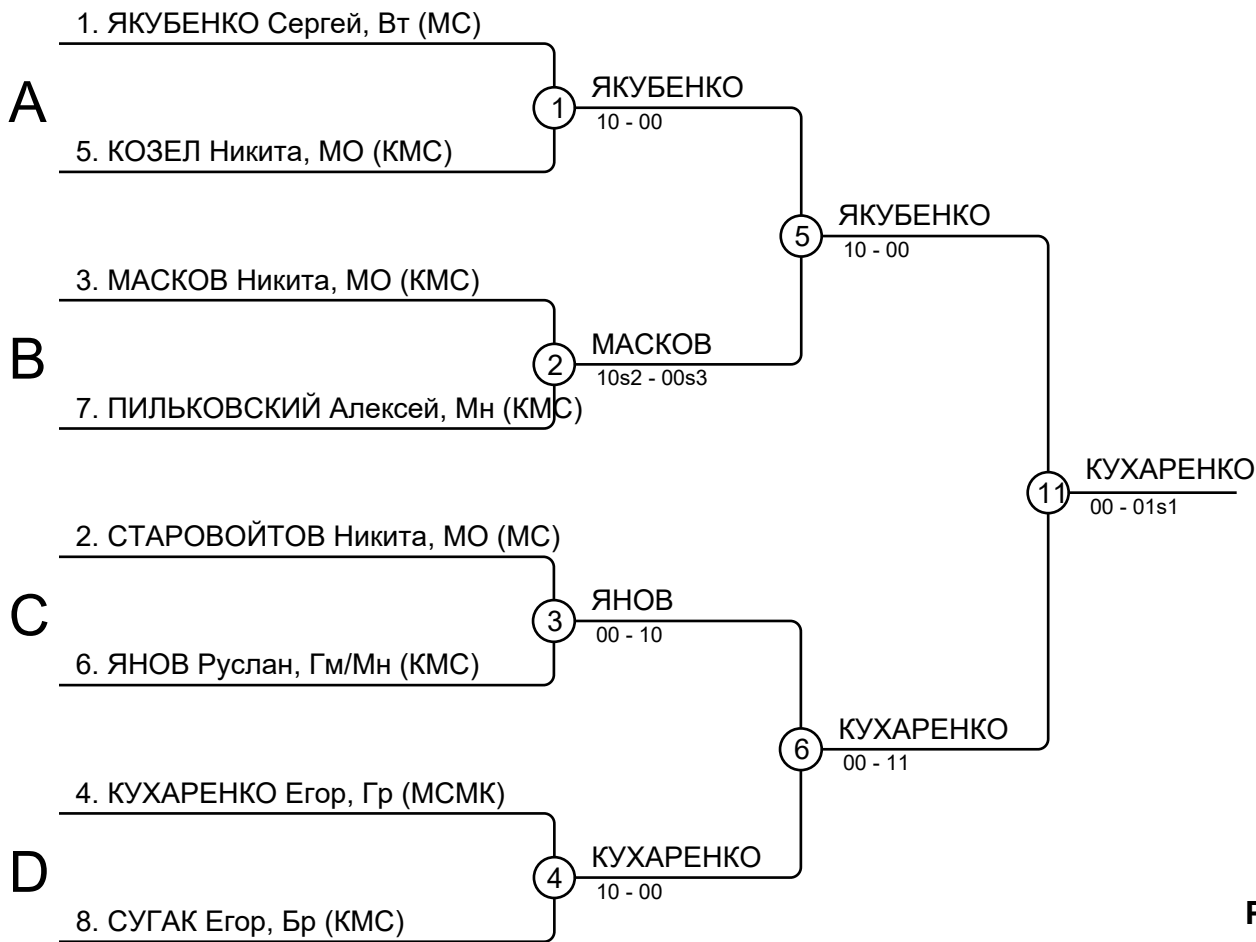 1. ЯКУБЕНКО Сергей, Вт (МС)
A
1
ЯКУБЕНКО
10 - 00
5. КОЗЕЛ Никита, МО (КМС)
5
ЯКУБЕНКО
10 - 00
3. МАСКОВ Никита, МО (КМС)
B
2
МАСКОВ
10s2 - 00s3
7. ПИЛЬКОВСКИЙ Алексей, Мн (КМС)
11
КУХАРЕНКО
00 - 01s1
2. СТАРОВОЙТОВ Никита, МО (МС)
C
3
ЯНОВ
00 - 10
6. ЯНОВ Руслан, Гм/Мн (КМС)
6
КУХАРЕНКО
00 - 11
4. КУХАРЕНКО Егор, Гр (МСМК)
D
4
КУХАРЕНКО
10 - 00
8. СУГАК Егор, Бр (КМС)